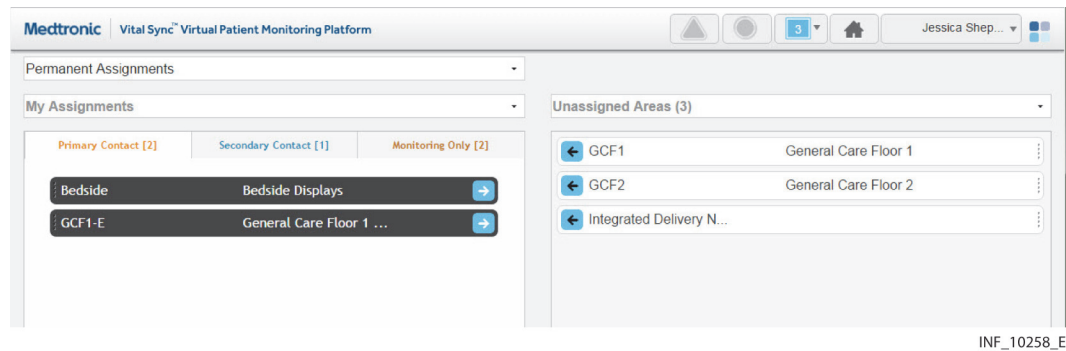 Medtronic Vital Sync™ Virtual Patient Monitoring Platform 3 Jessica Shep...
Permanent Assignments
My Assignments Unassigned Areas (3)
Primary Contact [2] Secondary Contact [1] Monitoring Only [2]
Bedside Bedside Displays
GCF1-E General Care Floor 1 ...
GCF1 General Care Floor 1
GCF2 General Care Floor 2
Integrated Delivery N...
INF_10258_E